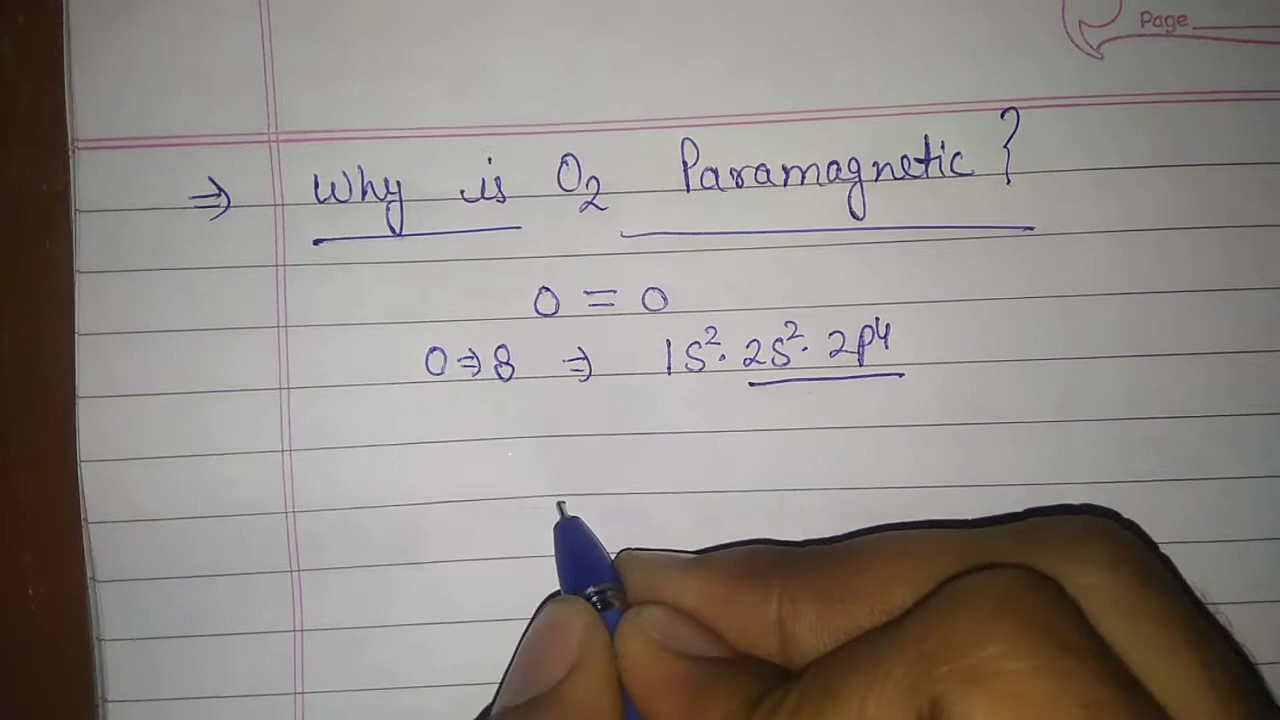 Page
⇒ Why is O₂ Paramagnetic ?
O = O
O ⇒ 8 ⇒ 1S². 2S². 2P⁴